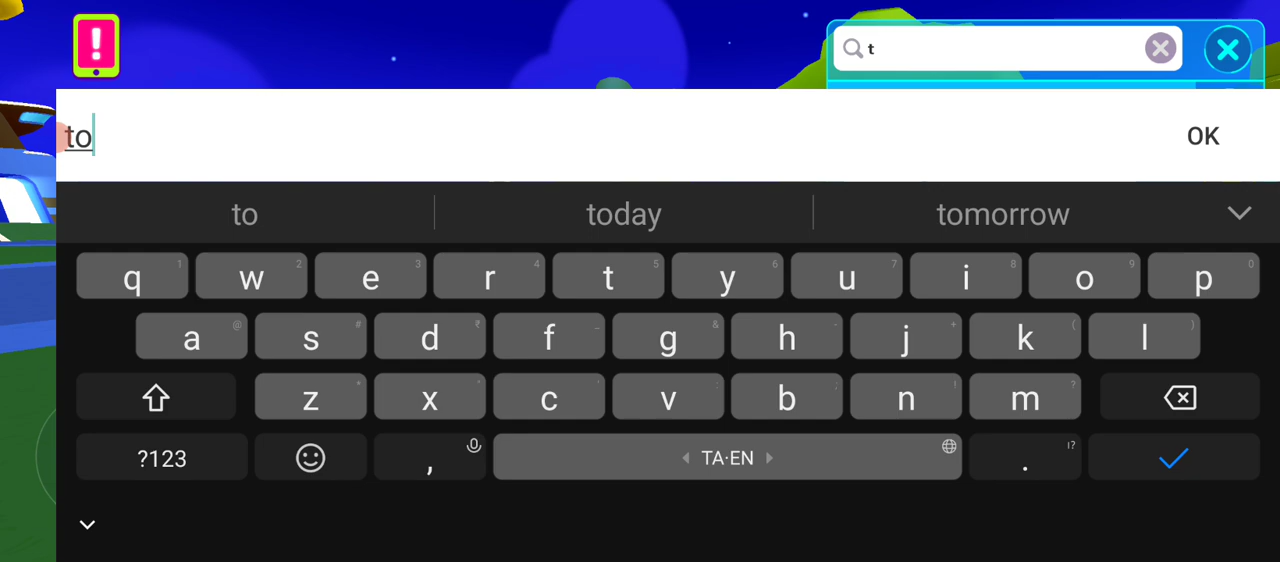 !
t
to
OK
to today tomorrow
q 1 w 2 e 3 r 4 t 5 y 6 u 7 i 8 o 9 p 0
a @ s # d ₹ f _ g & h - j + k ( l )
z * x " c ' v : b ; n ! m ?
?123 , TA·EN . !?